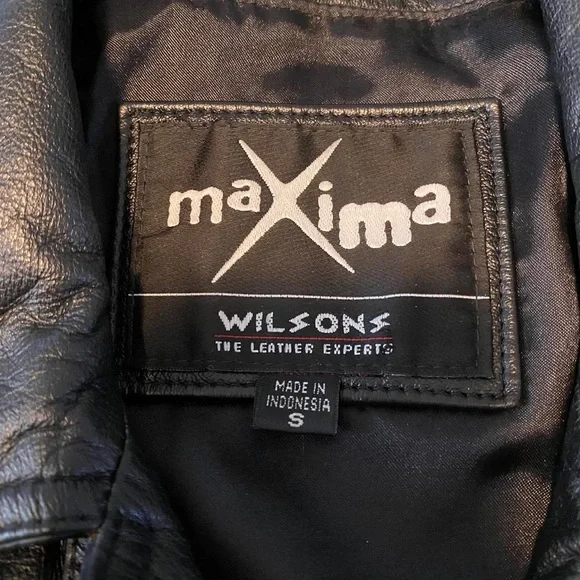 maXima
WILSONS
THE LEATHER EXPERTS
MADE IN
INDONESIA
S